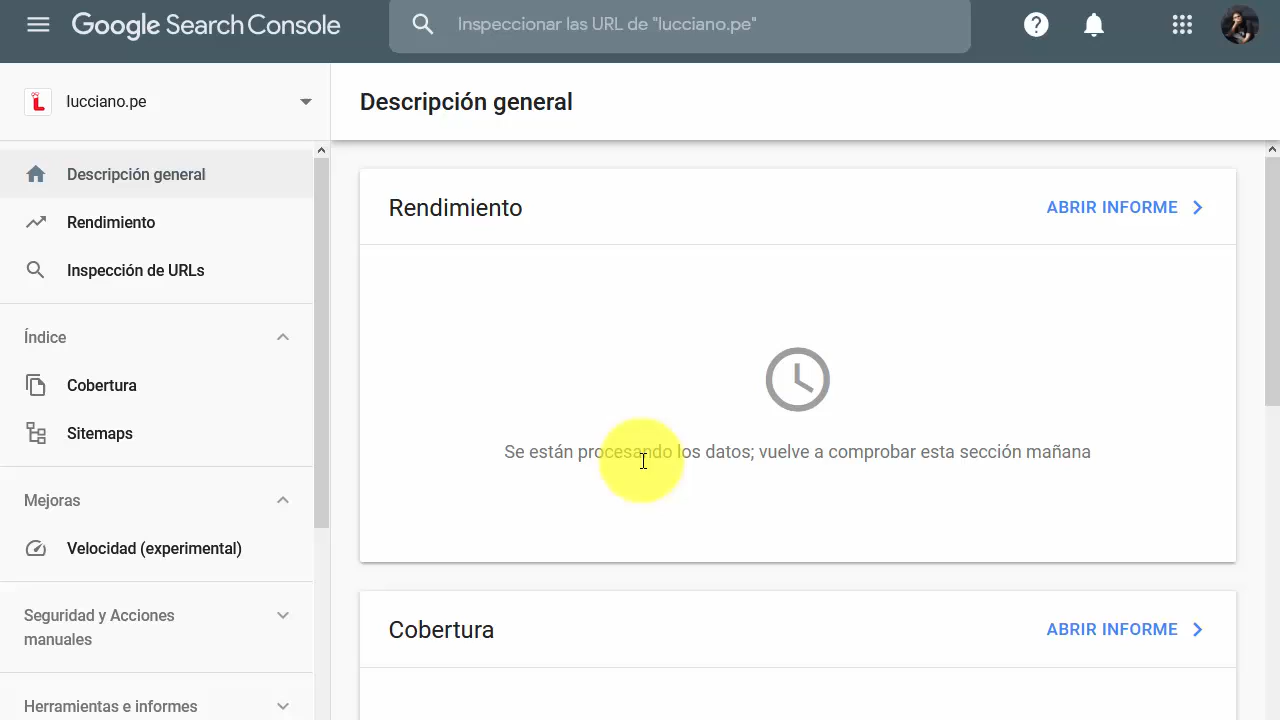 Google Search Console
Inspeccionar las URL de "lucciano.pe"
lucciano.pe
Descripción general
Descripción general
Rendimiento
Inspección de URLs
Índice
Cobertura
Sitemaps
Mejoras
Velocidad (experimental)
Seguridad y Acciones
manuales
Herramientas e informes
Rendimiento
ABRIR INFORME
Se están procesando los datos; vuelve a comprobar esta sección mañana
Cobertura
ABRIR INFORME